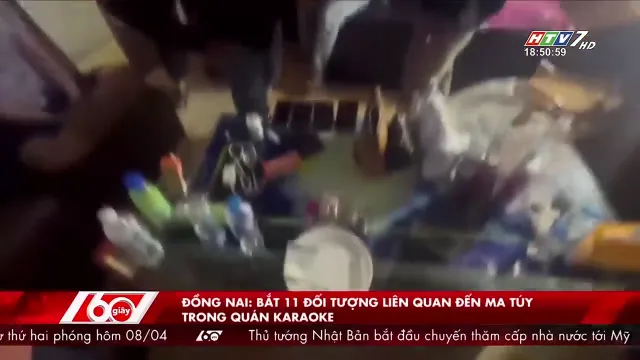 HTV7 HD
18:50:59
60 giây
ĐỒNG NAI: BẮT 11 ĐỐI TƯỢNG LIÊN QUAN ĐẾN MA TÚY
TRONG QUÁN KARAOKE
ư thứ hai phóng hôm 08/04 60 giây Thủ tướng Nhật Bản bắt đầu chuyến thăm cấp nhà nước tới Mỹ